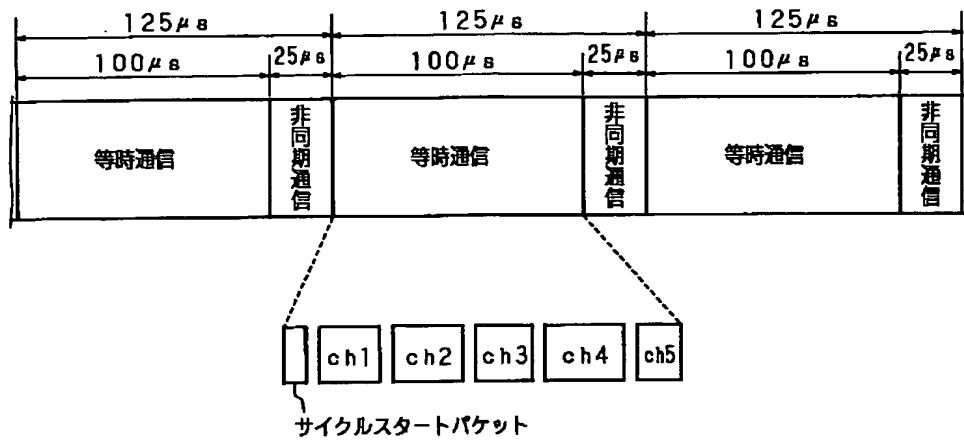 125μs 125μs 125μs
100μs 25μs 100μs 25μs 100μs 25μs
等時通信 非同期通信 等時通信 非同期通信 等時通信 非同期通信
ch1 ch2 ch3 ch4 ch5
サイクルスタートパケット